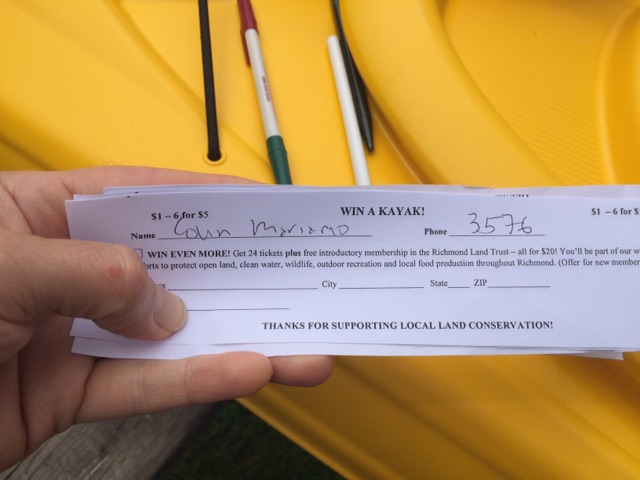 $1 – 6 for $5 WIN A KAYAK! $1 – 6 for $
Name Colin Mariano Phone 3576
WIN EVEN MORE! Get 24 tickets plus free introductory membership in the Richmond Land Trust – all for $20! You'll be part of our w
orts to protect open land, clean water, wildlife, outdoor recreation and local food production throughout Richmond. (Offer for new member
City State ZIP
THANKS FOR SUPPORTING LOCAL LAND CONSERVATION!